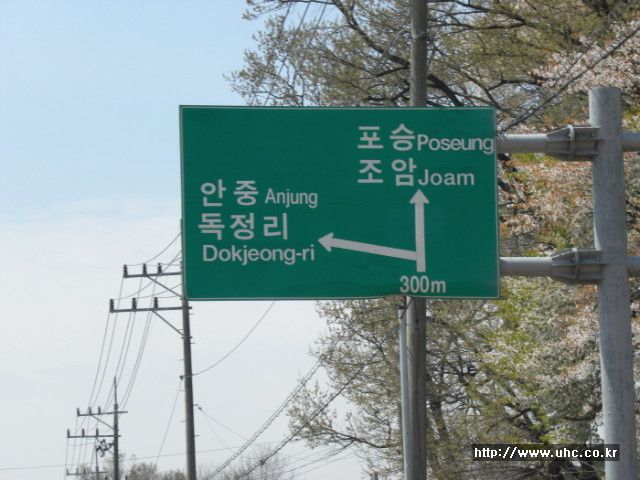 포승 Poseung
조암 Joam
안중 Anjung
독정리
Dokjeong-ri
300m
http://www.uhc.co.kr